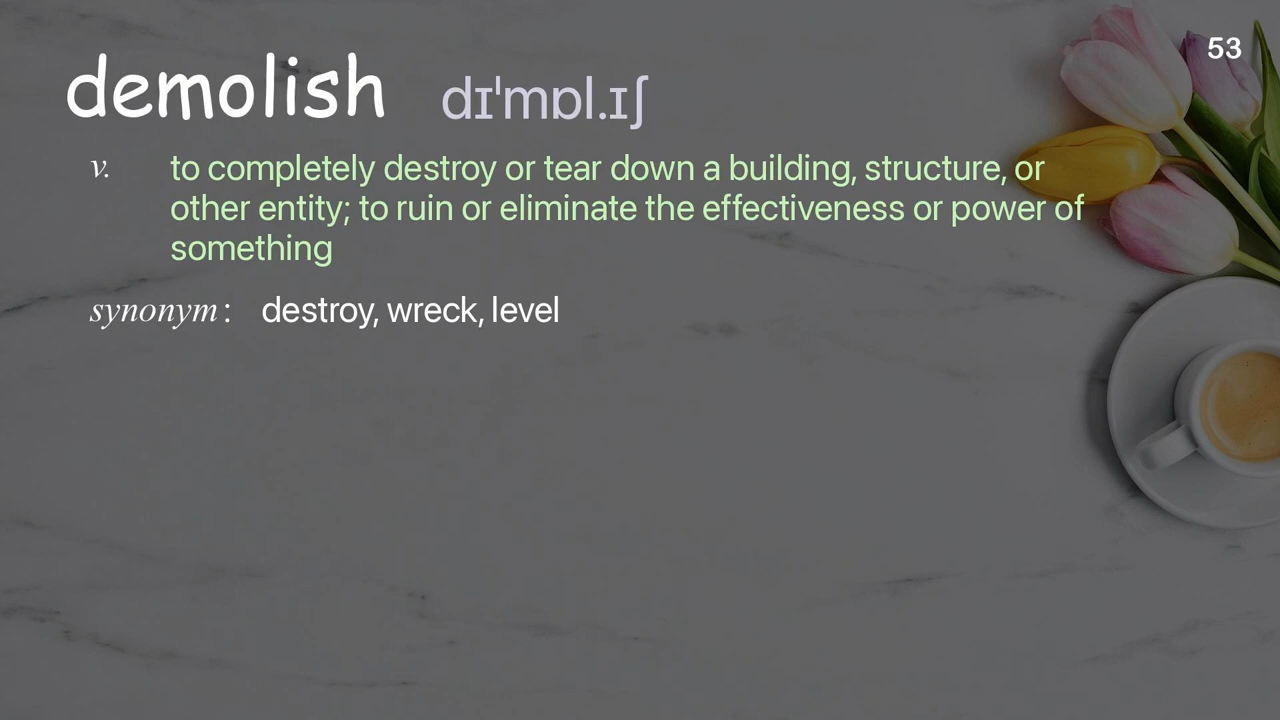 53
demolish dɪˈmɒl.ɪʃ
v. to completely destroy or tear down a building, structure, or
other entity; to ruin or eliminate the effectiveness or power of
something
synonym: destroy, wreck, level